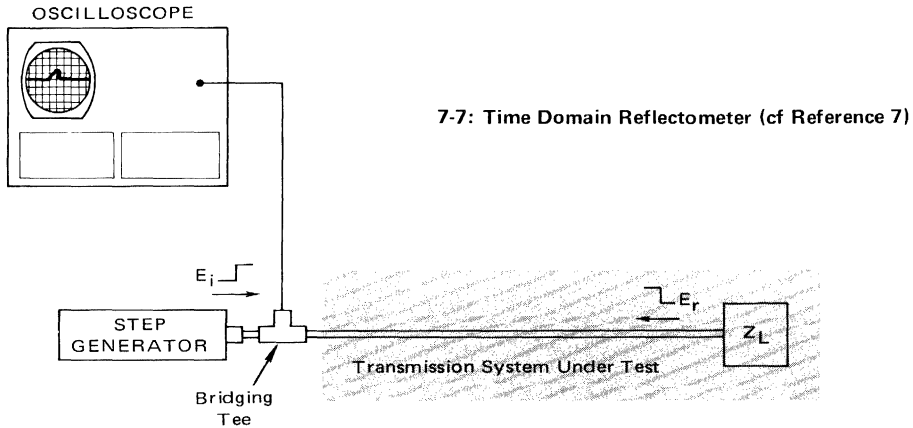 OSCILLOSCOPE
7-7: Time Domain Reflectometer (cf Reference 7)
Ei
STEP
GENERATOR
Bridging
Tee
Er
ZL
Transmission System Under Test